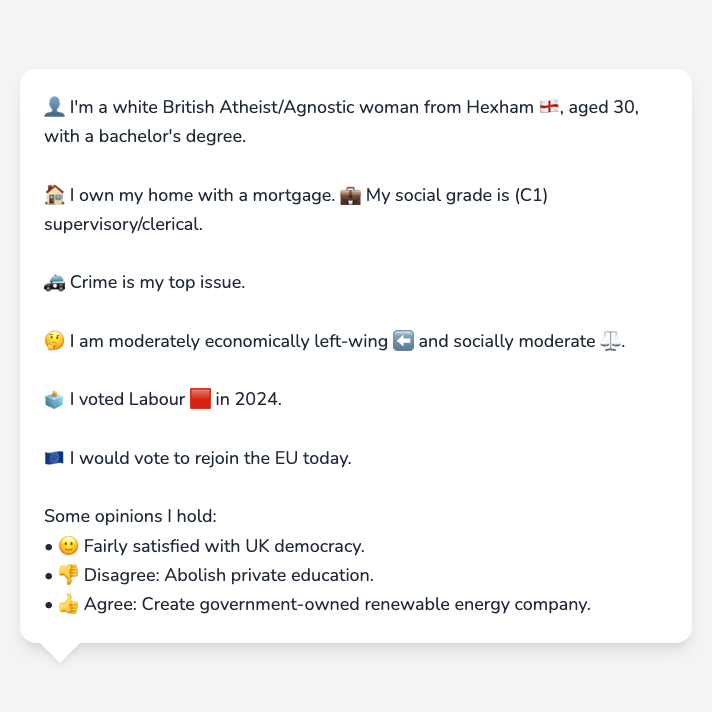 👤 I'm a white British Atheist/Agnostic woman from Hexham 🏴󠁧󠁢󠁥󠁮󠁧󠁿, aged 30,
with a bachelor's degree.
🏠 I own my home with a mortgage. 💼 My social grade is (C1)
supervisory/clerical.
🚓 Crime is my top issue.
🤔 I am moderately economically left-wing ⬅️ and socially moderate ⚖️.
🗳️ I voted Labour 🟥 in 2024.
🇪🇺 I would vote to rejoin the EU today.
Some opinions I hold:
• 🙂 Fairly satisfied with UK democracy.
• 👎 Disagree: Abolish private education.
• 👍 Agree: Create government-owned renewable energy company.